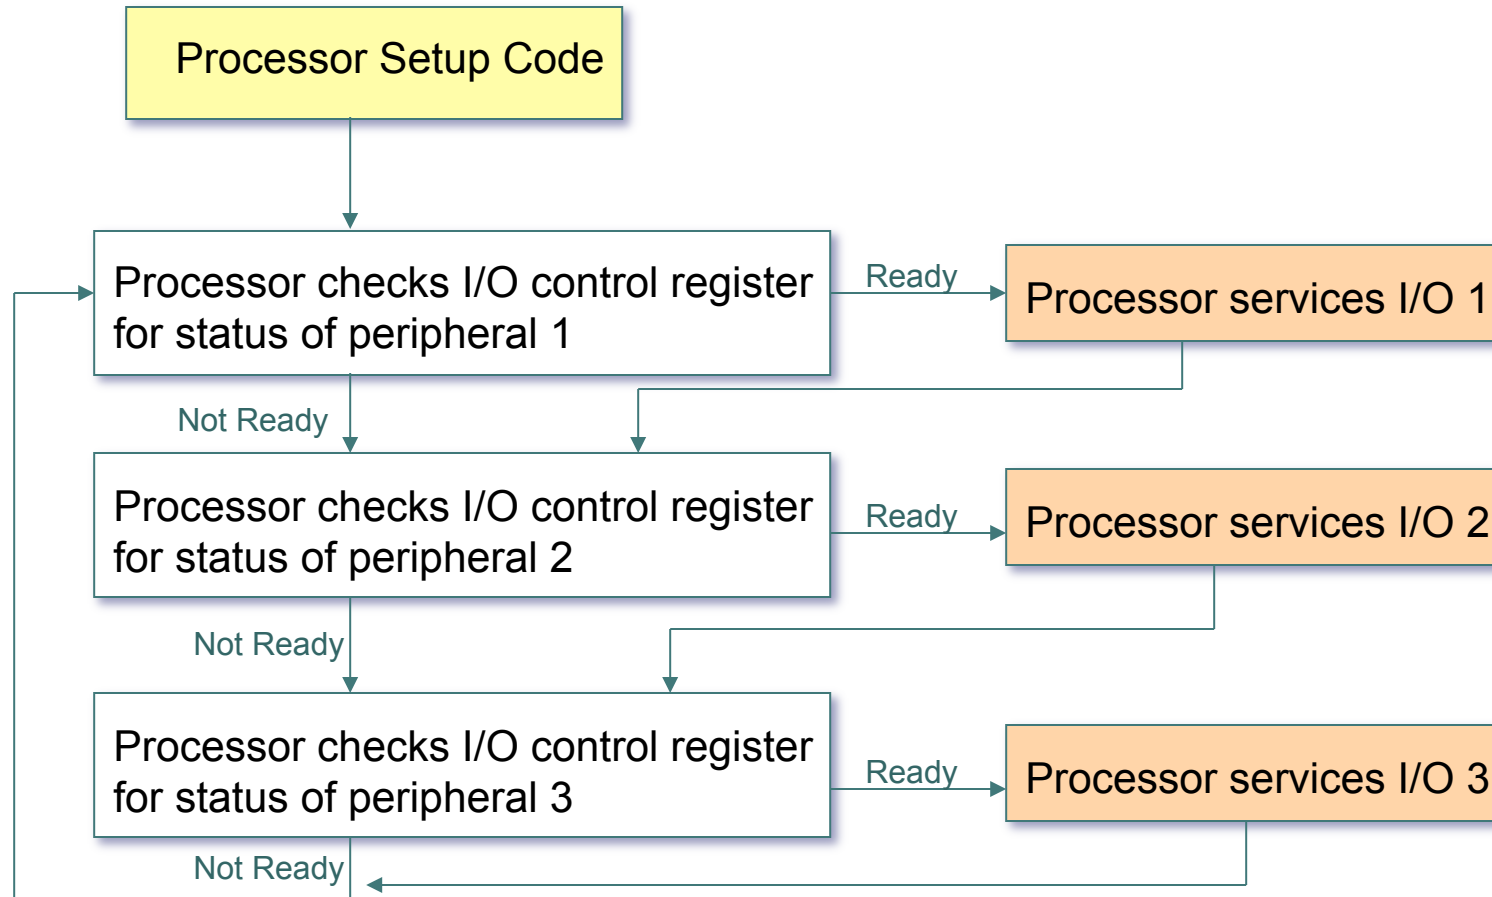 Processor Setup Code
Processor checks I/O control register
for status of peripheral 1
Ready
Processor services I/O 1
Not Ready
Processor checks I/O control register
for status of peripheral 2
Ready
Processor services I/O 2
Not Ready
Processor checks I/O control register
for status of peripheral 3
Ready
Processor services I/O 3
Not Ready